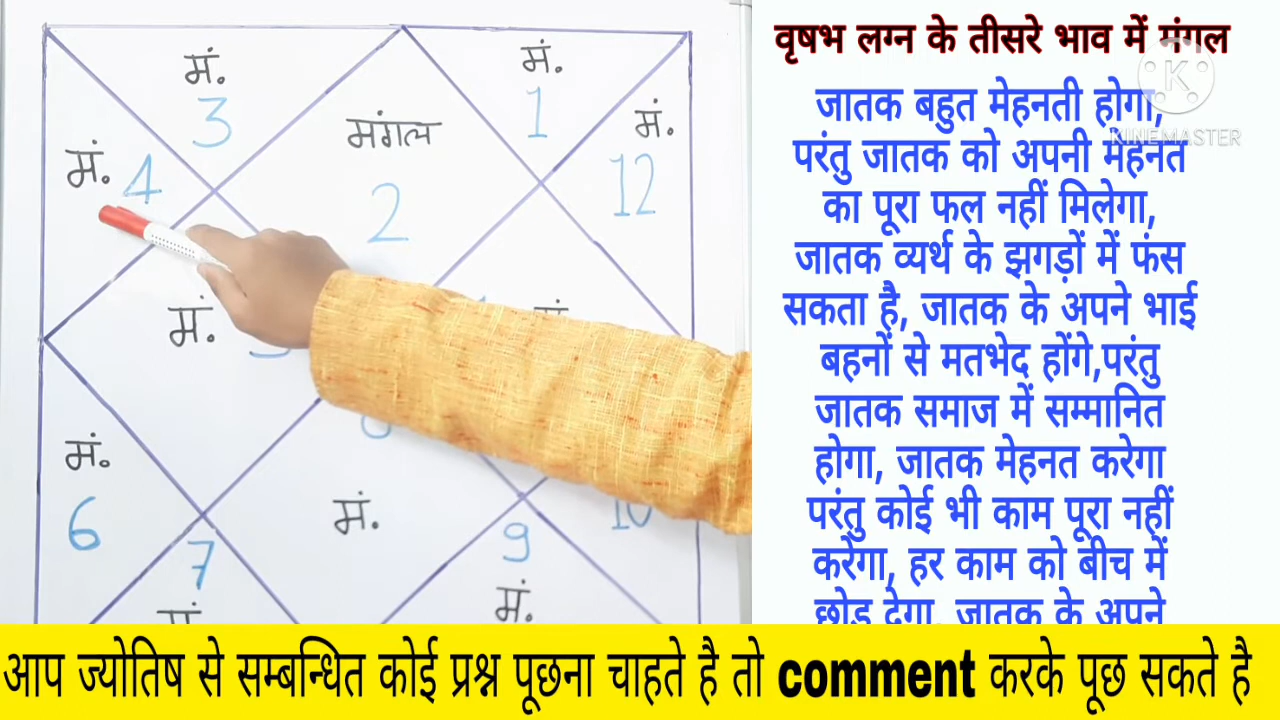 मं.
3
मंगल
2
मं.
1
मं.
12
मं.
4
मं.
मं.
6
7
मं.
9
मं.
10
वृषभ लग्न के तीसरे भाव में मंगल
जातक बहुत मेहनती होगा,
परंतु जातक को अपनी मेहनत
का पूरा फल नहीं मिलेगा,
जातक व्यर्थ के झगड़ों में फंस
सकता है, जातक के अपने भाई
बहनों से मतभेद होंगे,परंतु
जातक समाज में सम्मानित
होगा, जातक मेहनत करेगा
परंतु कोई भी काम पूरा नहीं
करेगा, हर काम को बीच में
छोड़ देगा, जातक के अपने
K
KINEMASTER
आप ज्योतिष से सम्बन्धित कोई प्रश्न पूछना चाहते है तो comment करके पूछ सकते है